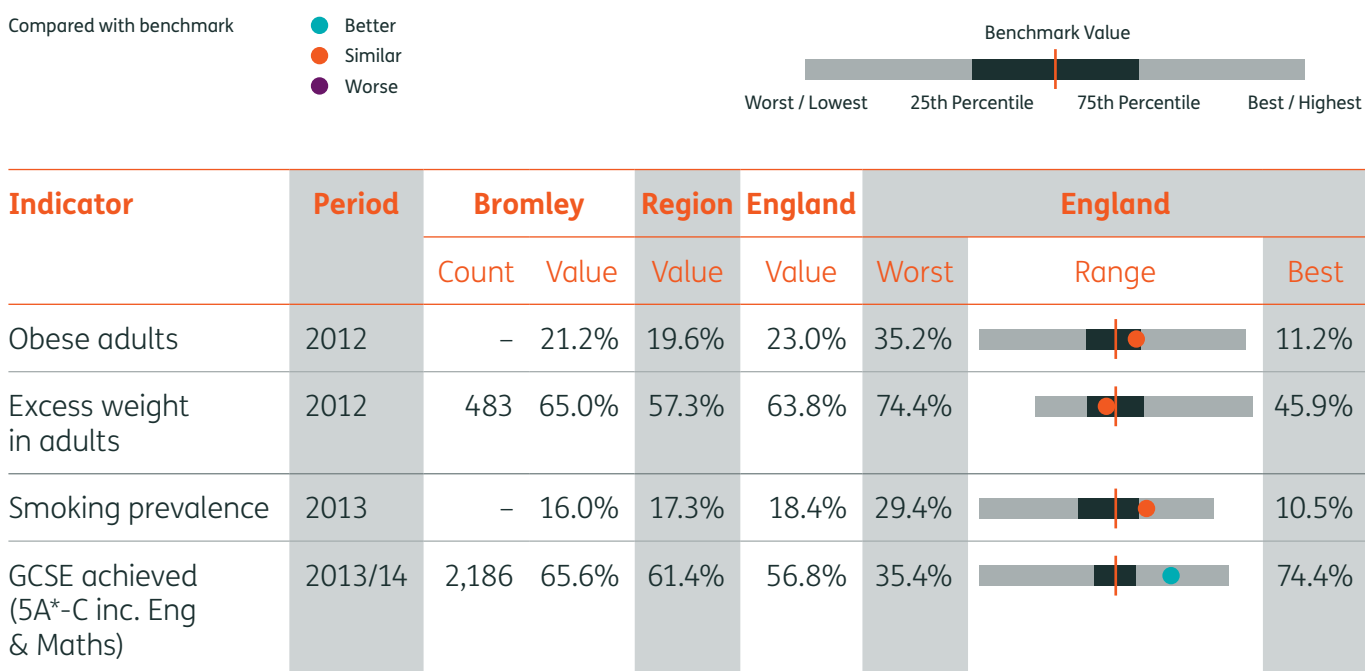 Compared with benchmark
Better
Similar
Worse
Benchmark Value
Worst / Lowest 25th Percentile 75th Percentile Best / Highest
Indicator Period Bromley Region England England
Count Value Value Value Worst Range Best
Obese adults 2012 – 21.2% 19.6% 23.0% 35.2% 11.2%
Excess weight 2012 483 65.0% 57.3% 63.8% 74.4% 45.9%
in adults
Smoking prevalence 2013 – 16.0% 17.3% 18.4% 29.4% 10.5%
GCSE achieved 2013/14 2,186 65.6% 61.4% 56.8% 35.4% 74.4%
(5A*-C inc. Eng
& Maths)